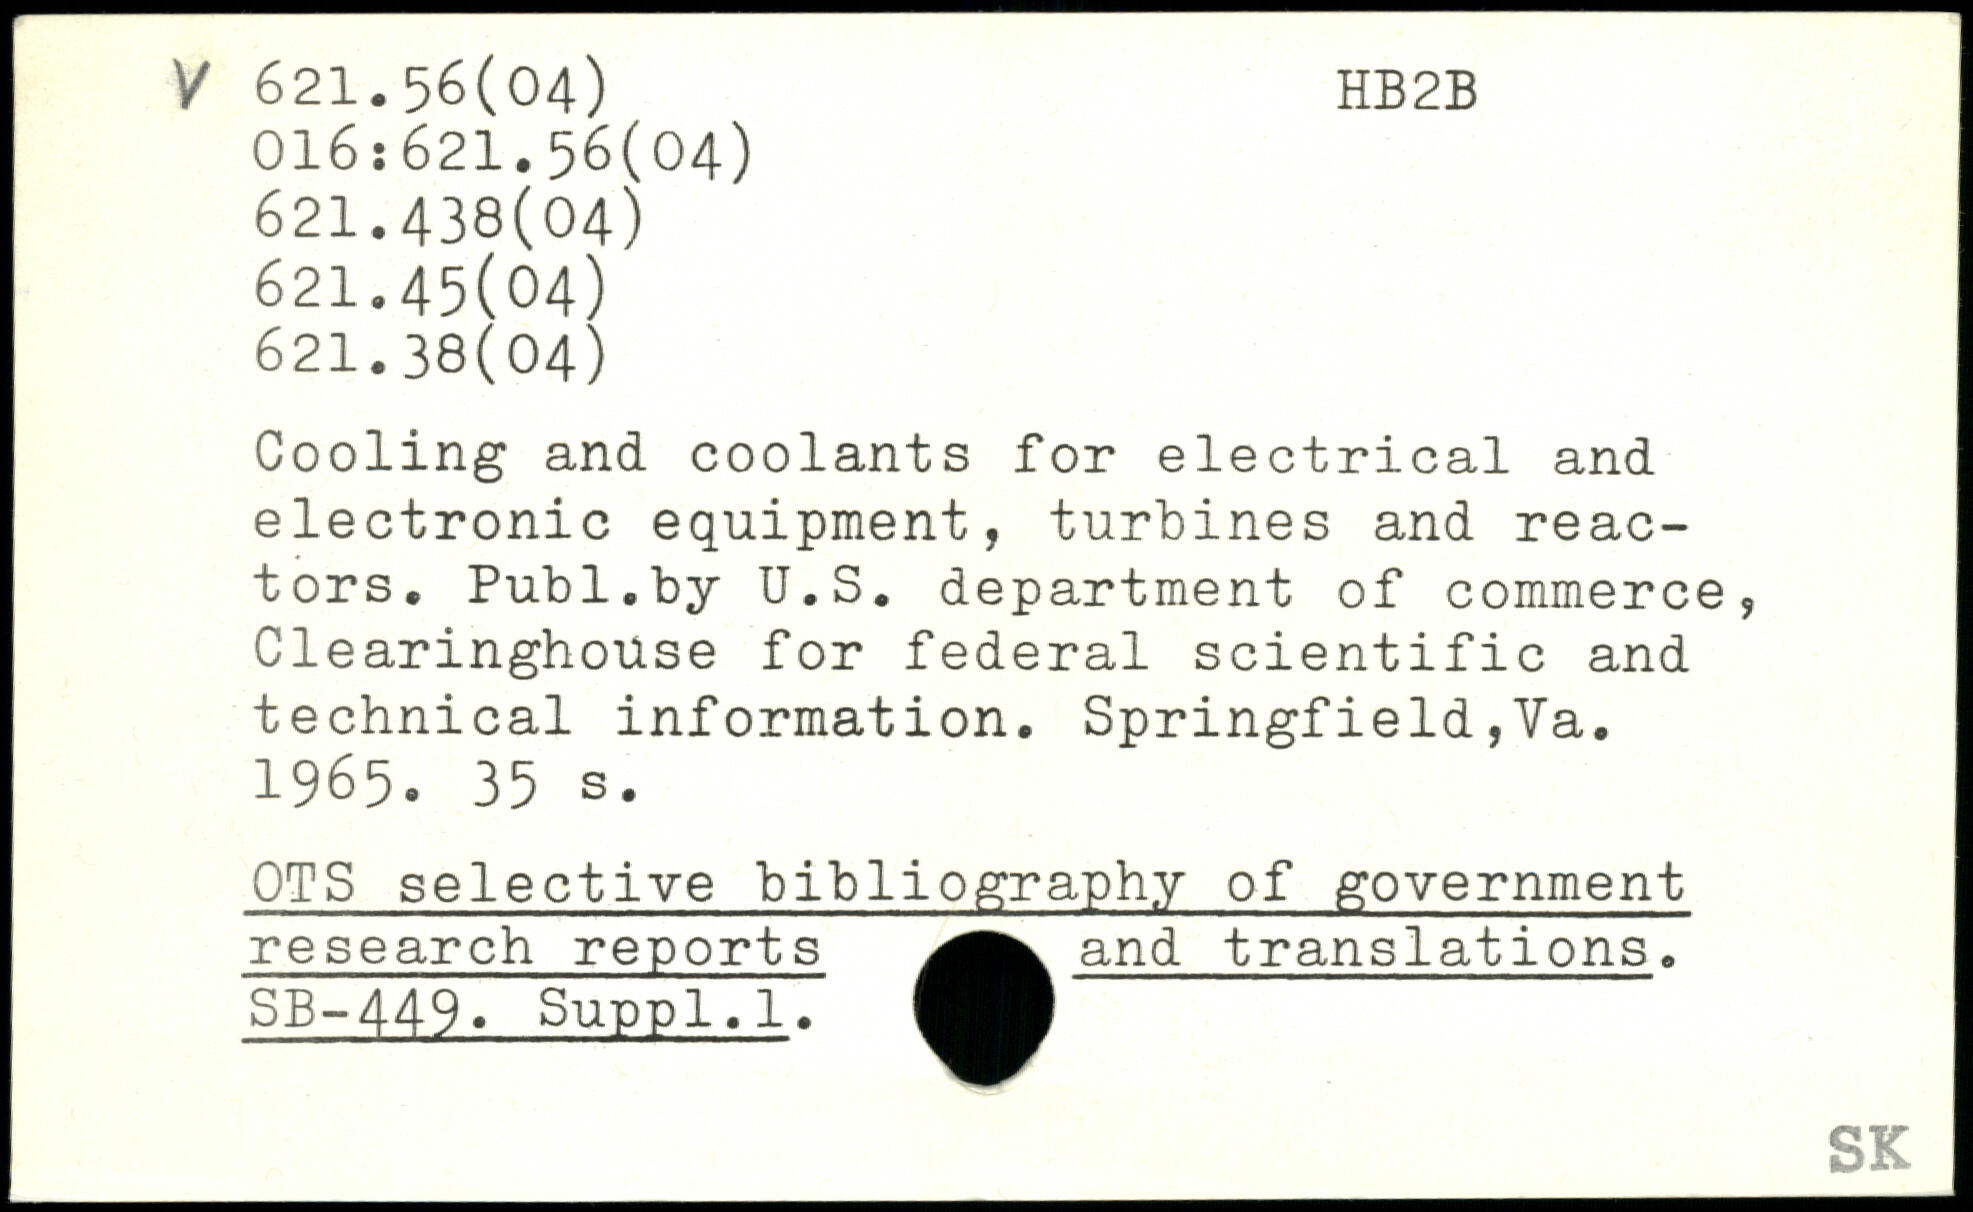 V 621.56(04) HB2B
016:621.56(04)
621.438(04)
621.45(04)
621.38(04)
Cooling and coolants for electrical and
electronic equipment, turbines and reac-
tors. Publ.by U.S. department of commerce,
Clearinghouse for federal scientific and
technical information. Springfield,Va.
1965. 35 s.
OTS selective bibliography of government
research reports and translations.
SB-449. Suppl.1.
SK